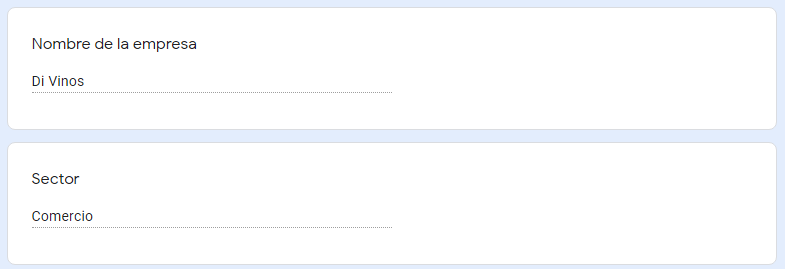 Nombre de la empresa
Di Vinos
Sector
Comercio